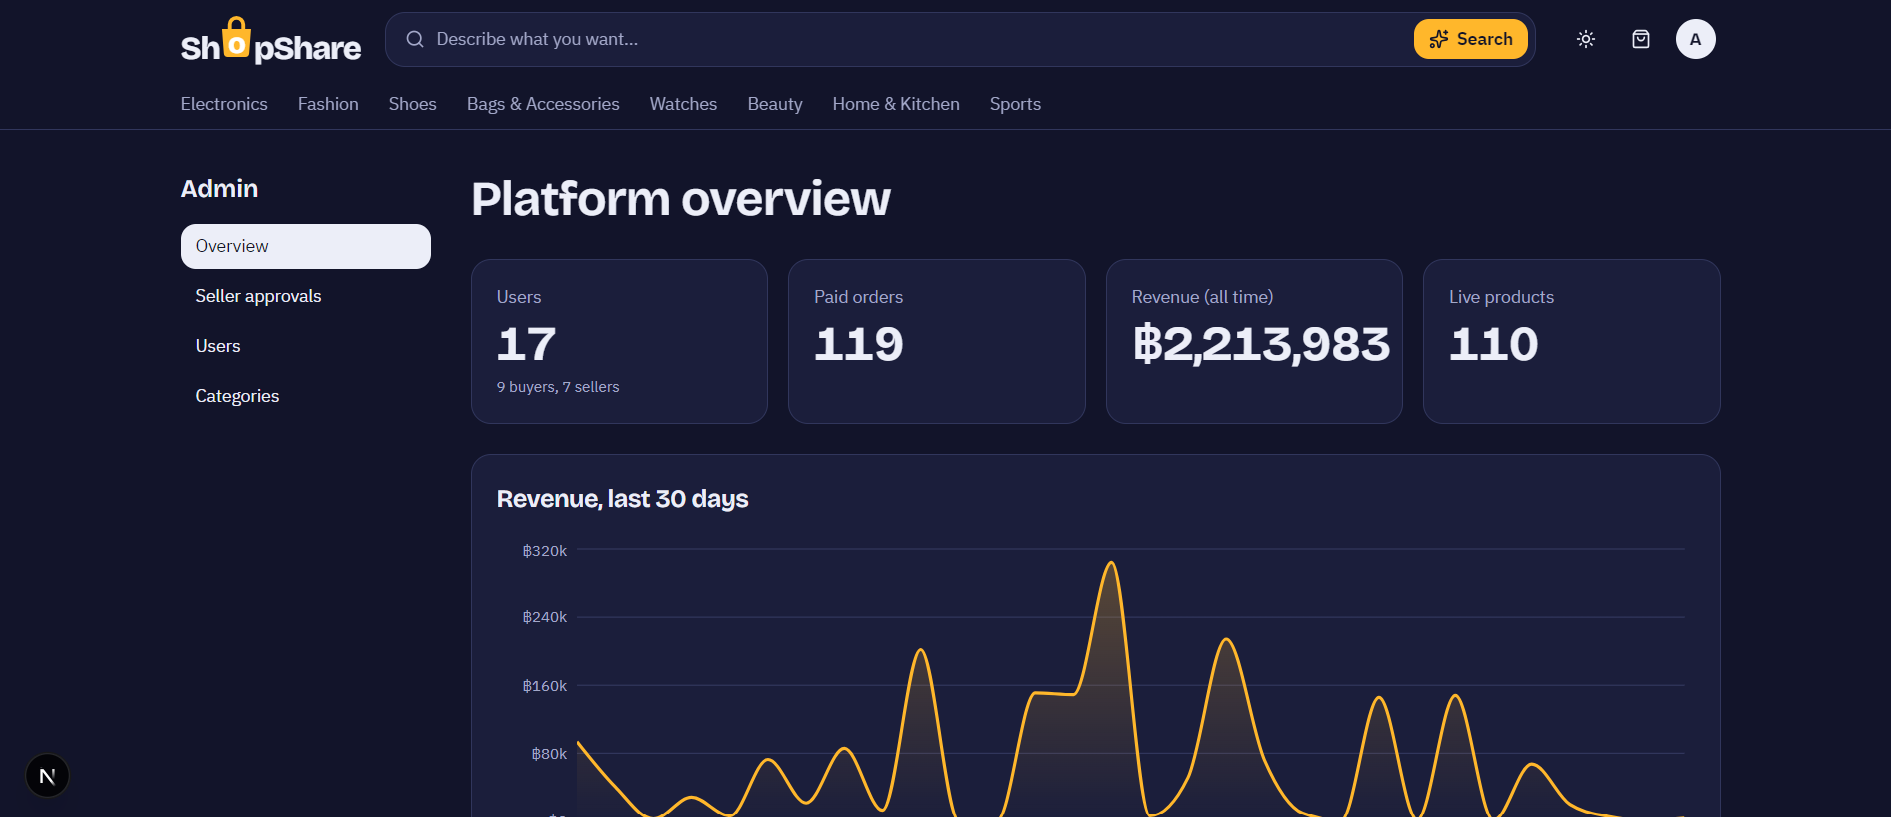 ShopShare
Describe what you want...
Search
A
Electronics Fashion Shoes Bags & Accessories Watches Beauty Home & Kitchen Sports
Admin
Overview
Seller approvals
Users
Categories
Platform overview
Users
17
9 buyers, 7 sellers
Paid orders
119
Revenue (all time)
฿2,213,983
Live products
110
Revenue, last 30 days
฿320k
฿240k
฿160k
฿80k
N